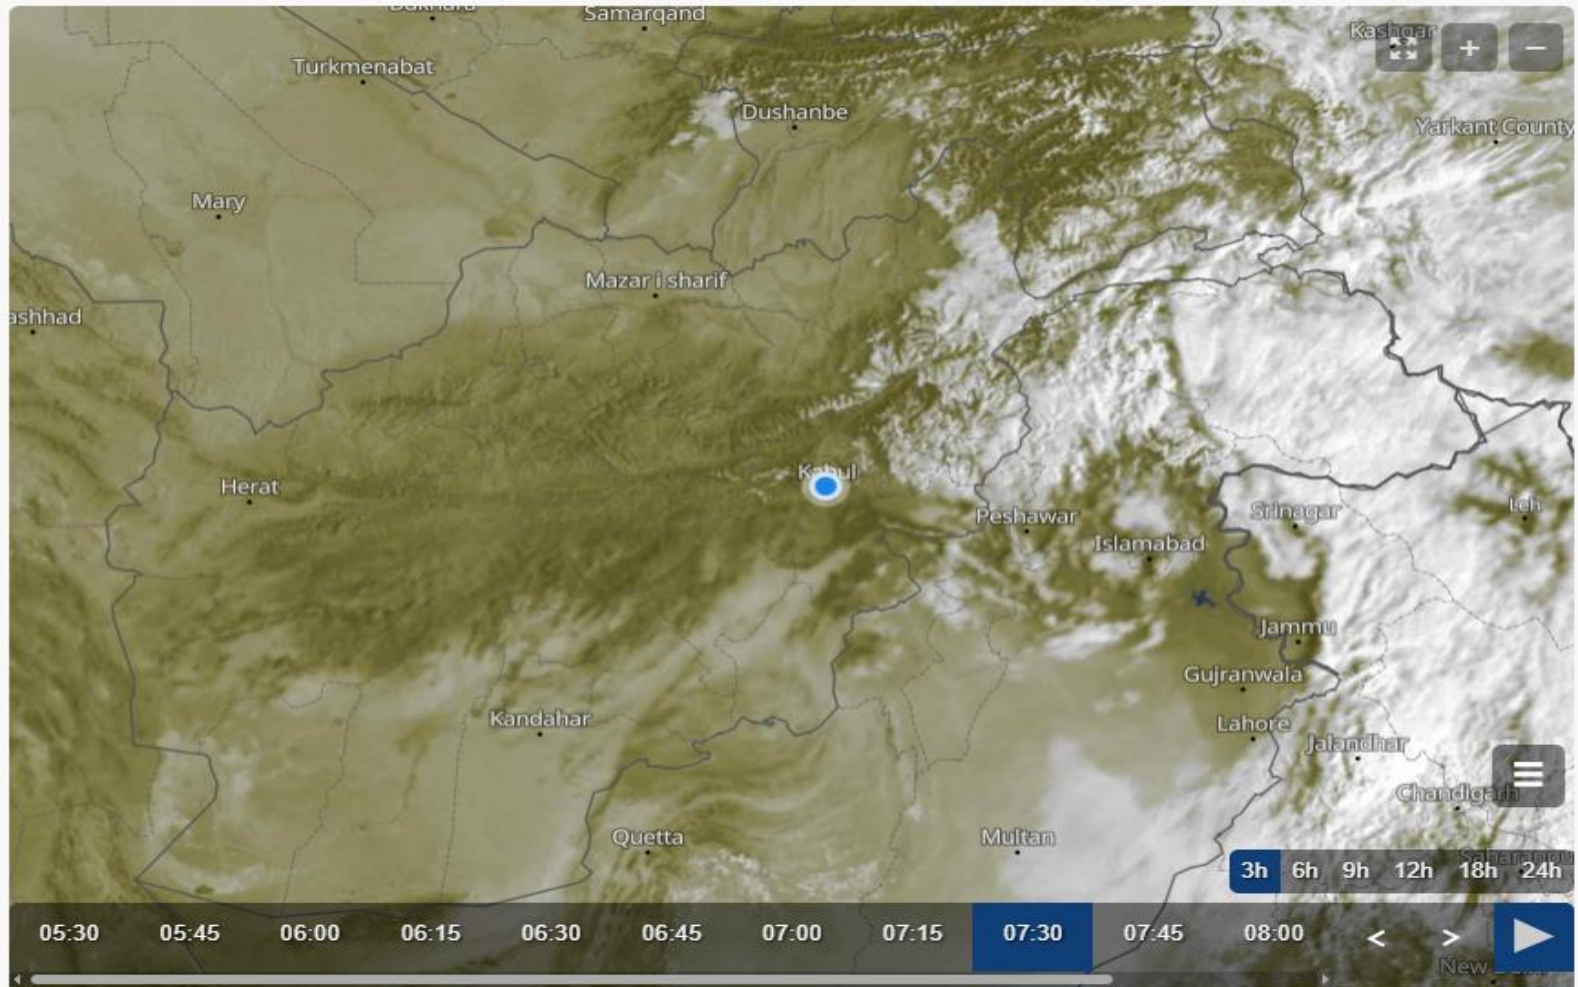 Samarqand
Kashgar
+
−
Turkmenabat
Dushanbe
Yarkant County
Mary
Mazar i sharif
ashhad
Kabul
Herat
Leh
Srinagar
Peshawar
Islamabad
Jammu
Gujranwala
Kandahar
Lahore
Jalandhar
Chandigarh
Quetta
Multan
3h 6h 9h 12h 18h 24h
05:30 05:45 06:00 06:15 06:30 06:45 07:00 07:15 07:30 07:45 08:00 < >
New